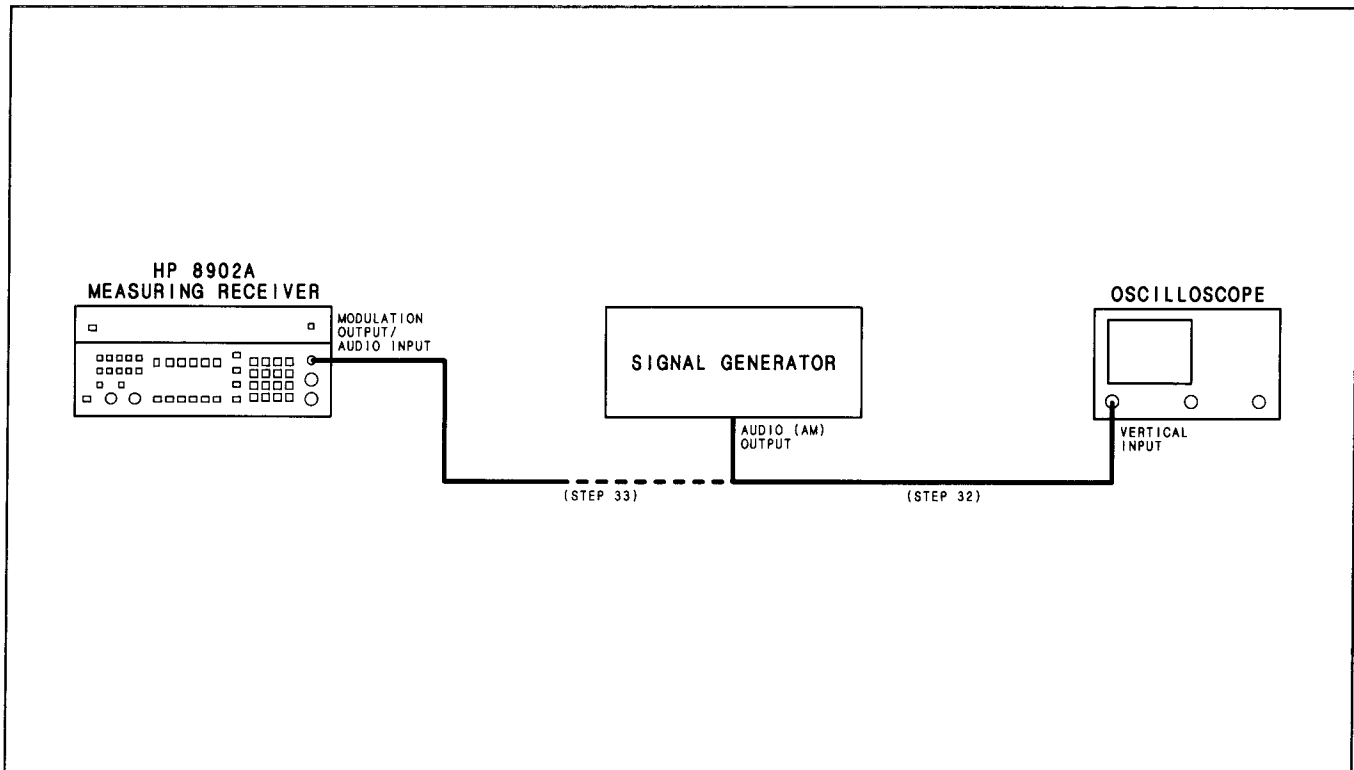 HP 8902A
MEASURING RECEIVER
MODULATION
OUTPUT/
AUDIO INPUT
SIGNAL GENERATOR
AUDIO (AM)
OUTPUT
OSCILLOSCOPE
VERTICAL
INPUT
(STEP 33)
(STEP 32)